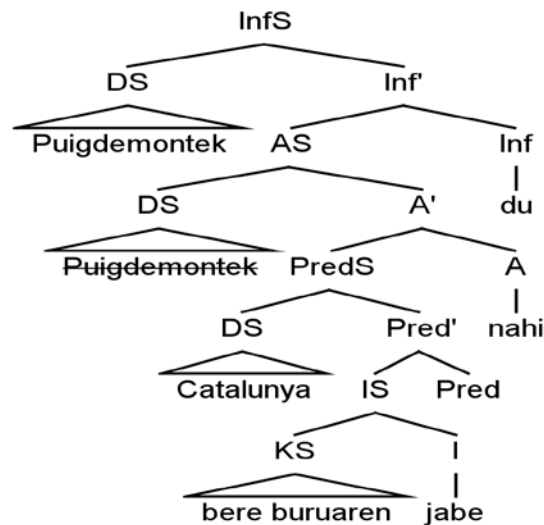 InfS
DS Inf'
Puigdemontek AS Inf
DS A' du
Puigdemontek PredS A
DS Pred' nahi
Catalunya IS Pred
KS I
bere buruaren jabe